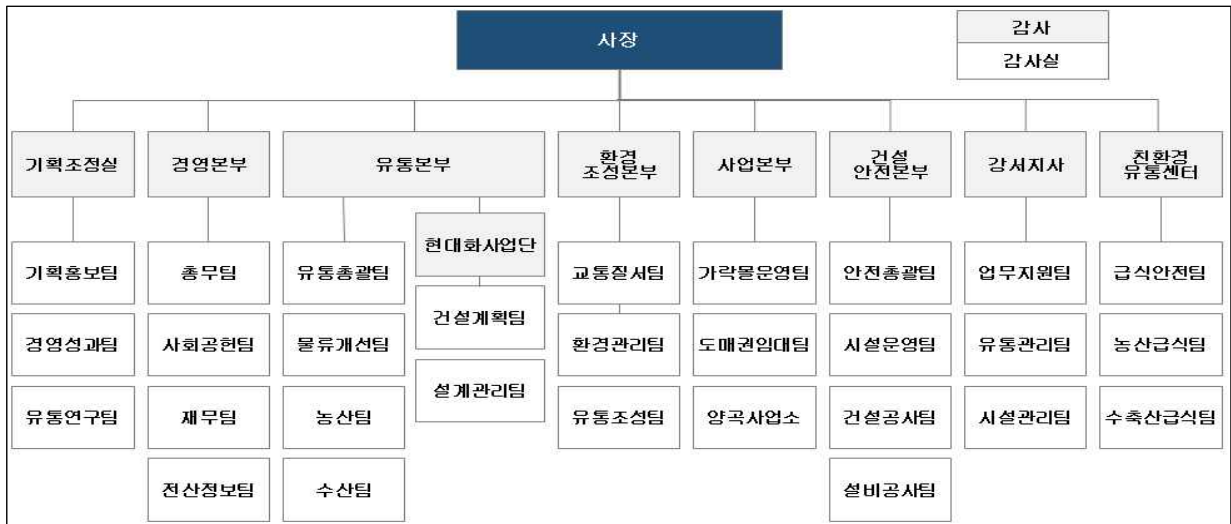 사장
감사
감사실
기획조정실
경영본부
유통본부
환경
조정본부
사업본부
건설
안전본부
강서지사
친환경
유통센터
현대화사업단
기획홍보팀
총무팀
유통총괄팀
교통질서팀
가락몰운영팀
안전총괄팀
업무지원팀
급식안전팀
건설계획팀
경영성과팀
사회공헌팀
물류개선팀
환경관리팀
도매권임대팀
시설운영팀
유통관리팀
농산급식팀
설계관리팀
유통연구팀
재무팀
농산팀
유통조성팀
양곡사업소
건설공사팀
시설관리팀
수축산급식팀
전산정보팀
수산팀
설비공사팀